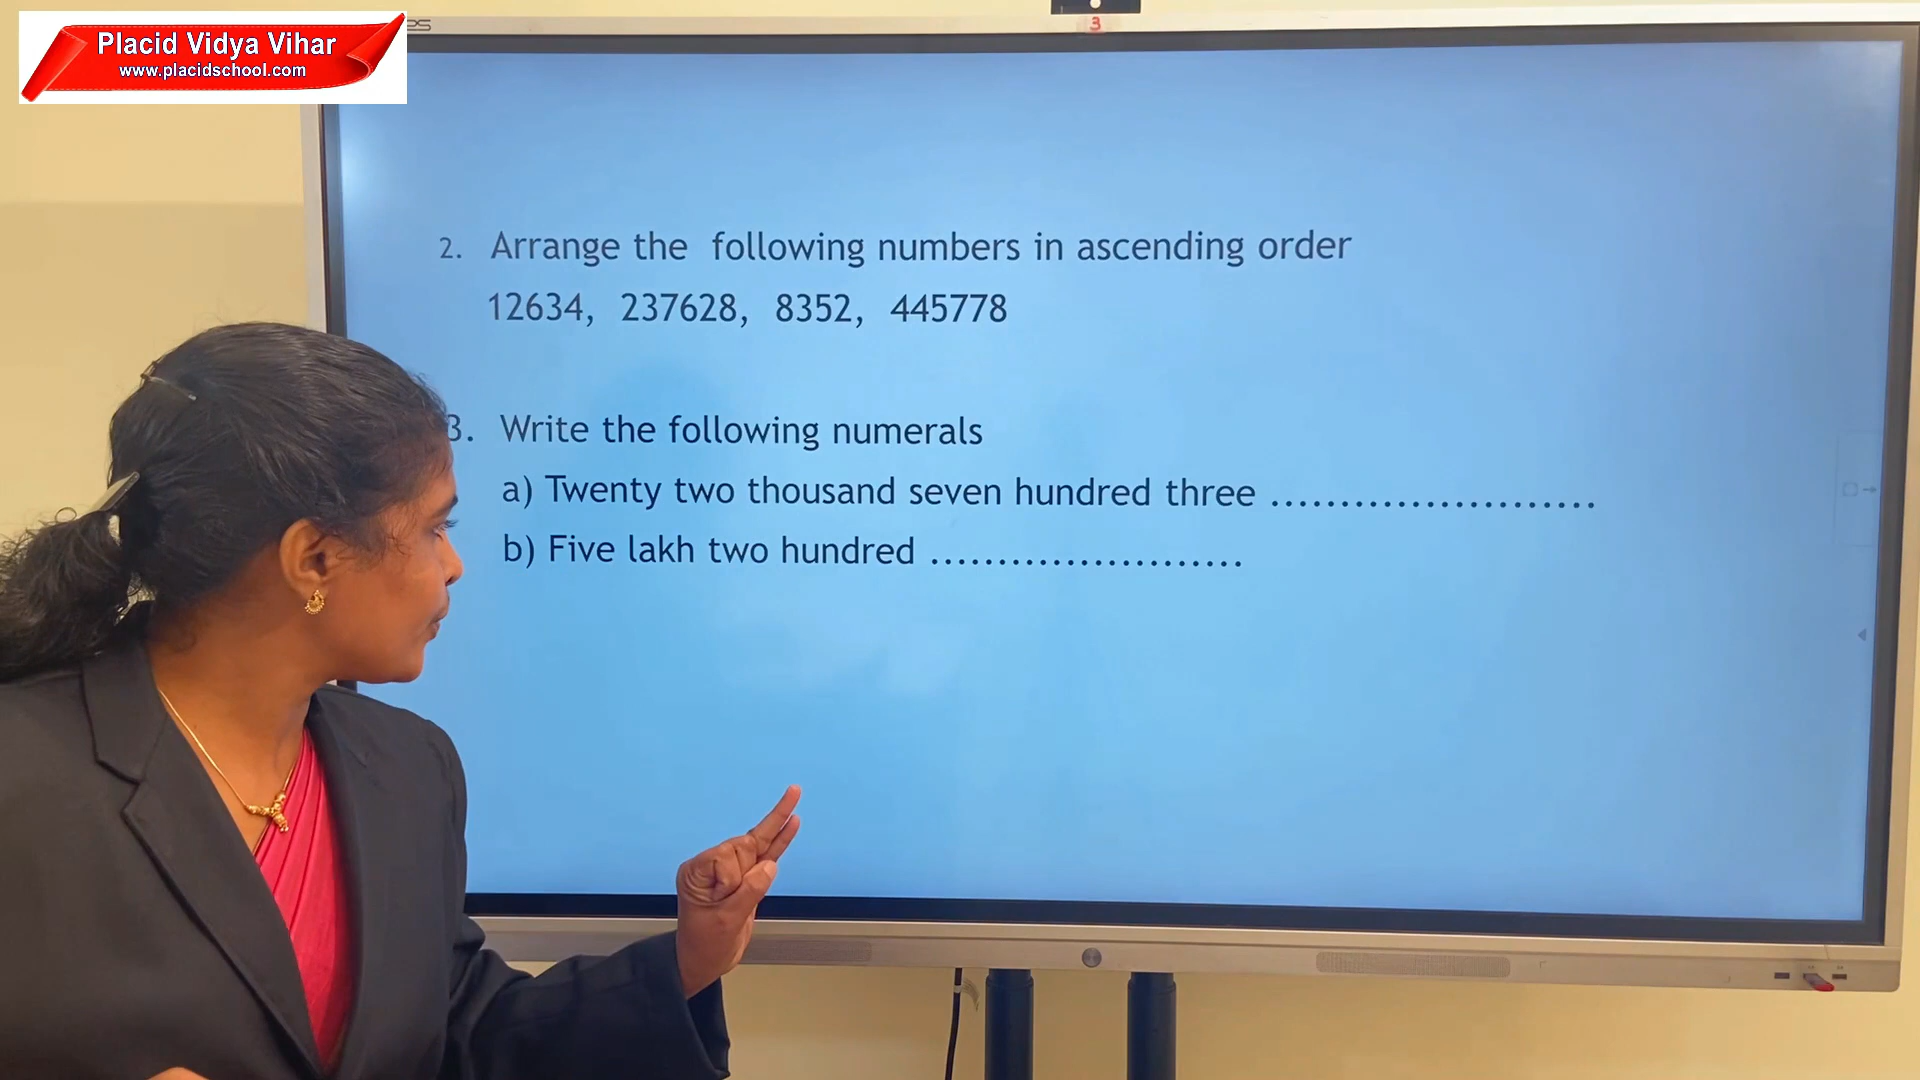 Placid Vidya Vihar
www.placidschool.com
3
2. Arrange the following numbers in ascending order
12634, 237628, 8352, 445778
3. Write the following numerals
a) Twenty two thousand seven hundred three ........................
b) Five lakh two hundred .......................